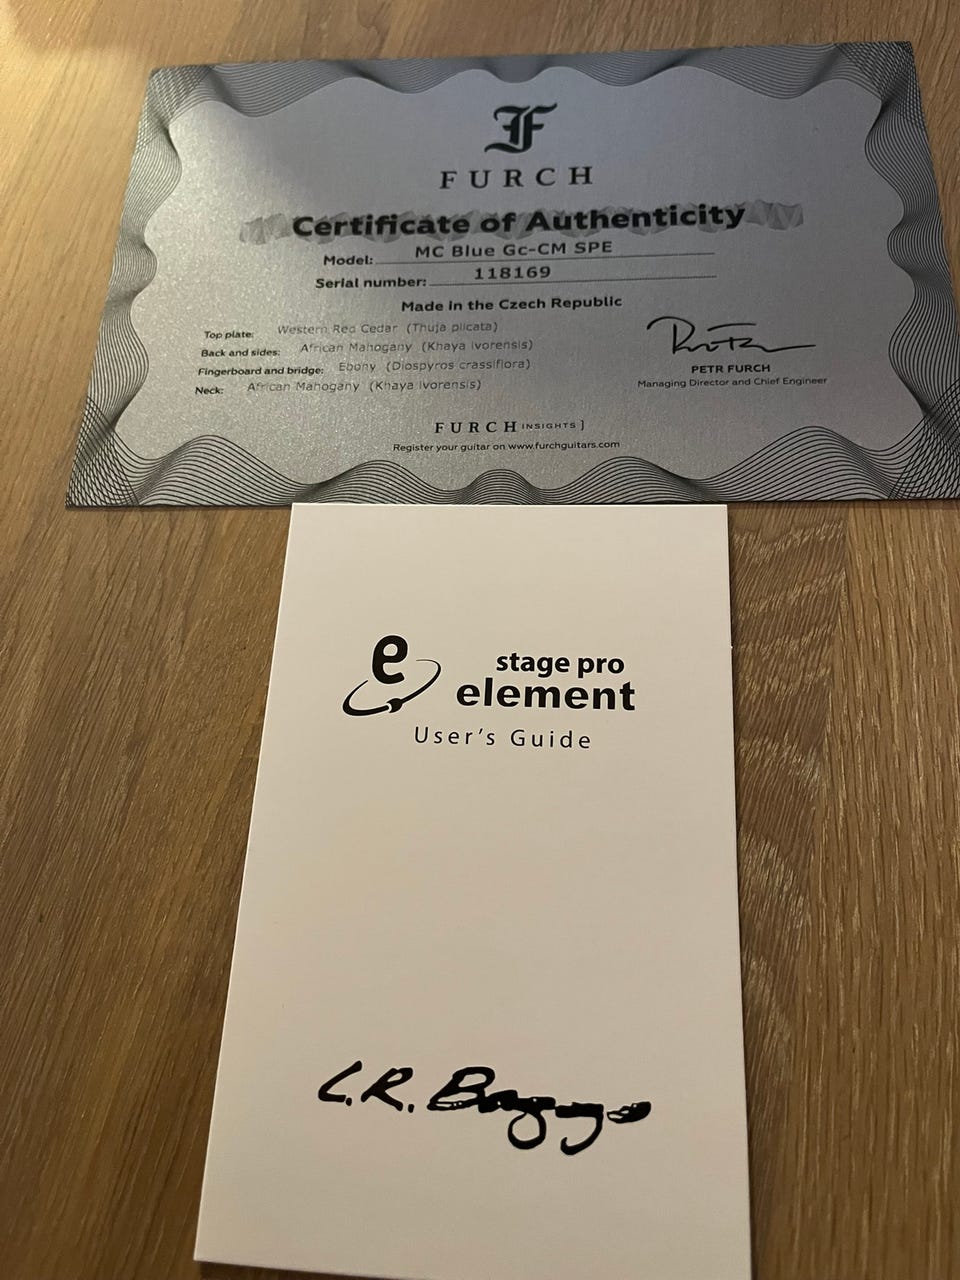 F
FURCH
Certificate of Authenticity
Model: MC Blue Gc-CM SPE
Serial number: 118169
Made in the Czech Republic
Top plate: Western Red Cedar (Thuja plicata)
Back and sides: African Mahogany (Khaya ivorensis)
Fingerboard and bridge: Ebony (Diospyros crassiflora)
Neck: African Mahogany (Khaya ivorensis)
PETR FURCH
Managing Director and Chief Engineer
FURCH INSIGHTS ]
Register your guitar on www.furchguitars.com
e
stage pro
element
User's Guide
L.R. Baggs